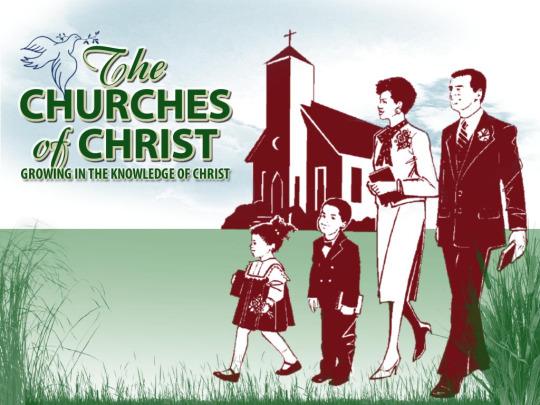 The
CHURCHES
of CHRIST
GROWING IN THE KNOWLEDGE OF CHRIST